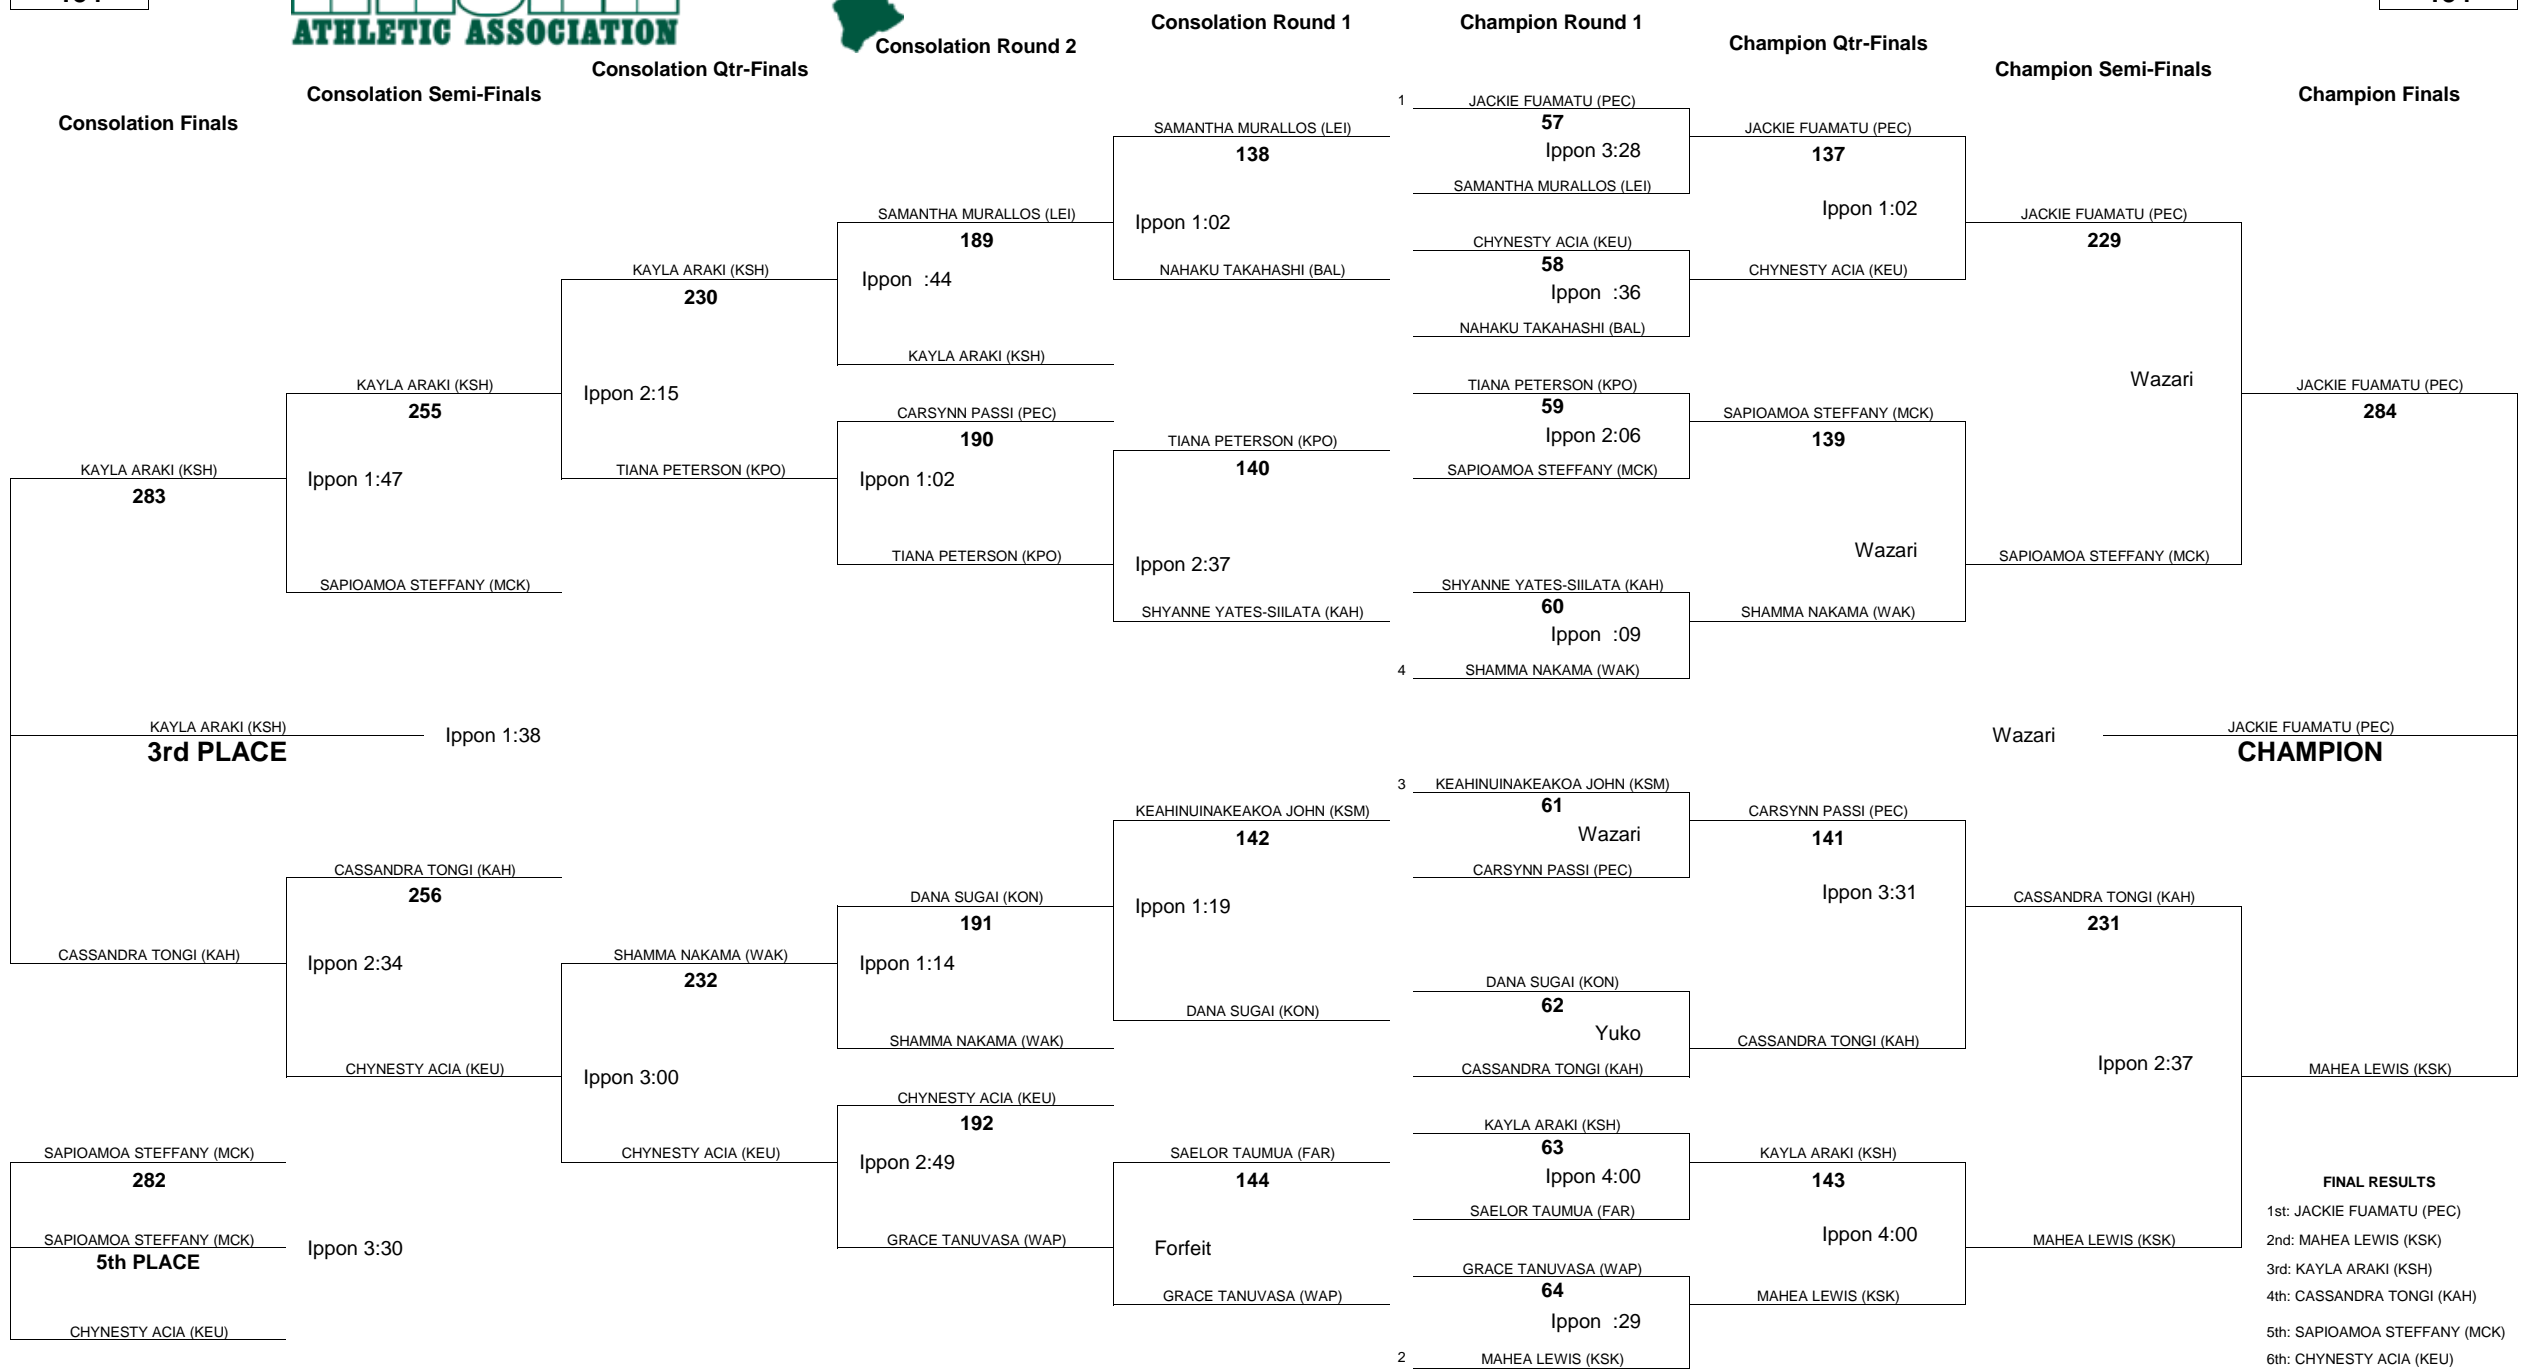 ATHLETIC ASSOCIATION
Consolation Finals
Consolation Semi-Finals
Consolation Qtr-Finals
Consolation Round 2
Consolation Round 1
Champion Round 1
Champion Qtr-Finals
Champion Semi-Finals
Champion Finals
KAYLA ARAKI (KSH)
283
KAYLA ARAKI (KSH)
3rd PLACE
Ippon 1:38
CASSANDRA TONGI (KAH)
SAPIOAMOA STEFFANY (MCK)
282
SAPIOAMOA STEFFANY (MCK)
5th PLACE
Ippon 3:30
CHYNESTY ACIA (KEU)
KAYLA ARAKI (KSH)
255
Ippon 1:47
SAPIOAMOA STEFFANY (MCK)
CASSANDRA TONGI (KAH)
256
Ippon 2:34
CHYNESTY ACIA (KEU)
KAYLA ARAKI (KSH)
230
Ippon 2:15
TIANA PETERSON (KPO)
SHAMMA NAKAMA (WAK)
232
Ippon 3:00
CHYNESTY ACIA (KEU)
SAMANTHA MURALLOS (LEI)
189
Ippon :44
KAYLA ARAKI (KSH)
CARSYNN PASSI (PEC)
190
Ippon 1:02
TIANA PETERSON (KPO)
DANA SUGAI (KON)
191
Ippon 1:14
SHAMMA NAKAMA (WAK)
CHYNESTY ACIA (KEU)
192
Ippon 2:49
GRACE TANUVASA (WAP)
SAMANTHA MURALLOS (LEI)
138
Ippon 1:02
NAHAKU TAKAHASHI (BAL)
TIANA PETERSON (KPO)
140
Ippon 2:37
SHYANNE YATES-SIILATA (KAH)
KEAHINUINAKEAKOA JOHN (KSM)
142
Ippon 1:19
DANA SUGAI (KON)
SAELOR TAUMUA (FAR)
144
Forfeit
GRACE TANUVASA (WAP)
1 JACKIE FUAMATU (PEC)
57
Ippon 3:28
SAMANTHA MURALLOS (LEI)
CHYNESTY ACIA (KEU)
58
Ippon :36
NAHAKU TAKAHASHI (BAL)
TIANA PETERSON (KPO)
59
Ippon 2:06
SAPIOAMOA STEFFANY (MCK)
SHYANNE YATES-SIILATA (KAH)
60
Ippon :09
4 SHAMMA NAKAMA (WAK)
3 KEAHINUINAKEAKOA JOHN (KSM)
61
Wazari
CARSYNN PASSI (PEC)
DANA SUGAI (KON)
62
Yuko
CASSANDRA TONGI (KAH)
KAYLA ARAKI (KSH)
63
Ippon 4:00
SAELOR TAUMUA (FAR)
GRACE TANUVASA (WAP)
64
Ippon :29
2 MAHEA LEWIS (KSK)
JACKIE FUAMATU (PEC)
137
Ippon 1:02
CHYNESTY ACIA (KEU)
SAPIOAMOA STEFFANY (MCK)
139
Wazari
SHAMMA NAKAMA (WAK)
CARSYNN PASSI (PEC)
141
Ippon 3:31
CASSANDRA TONGI (KAH)
KAYLA ARAKI (KSH)
143
Ippon 4:00
MAHEA LEWIS (KSK)
JACKIE FUAMATU (PEC)
229
Wazari
SAPIOAMOA STEFFANY (MCK)
CASSANDRA TONGI (KAH)
231
Ippon 2:37
MAHEA LEWIS (KSK)
JACKIE FUAMATU (PEC)
284
Wazari
JACKIE FUAMATU (PEC)
CHAMPION
MAHEA LEWIS (KSK)
FINAL RESULTS
1st: JACKIE FUAMATU (PEC)
2nd: MAHEA LEWIS (KSK)
3rd: KAYLA ARAKI (KSH)
4th: CASSANDRA TONGI (KAH)
5th: SAPIOAMOA STEFFANY (MCK)
6th: CHYNESTY ACIA (KEU)